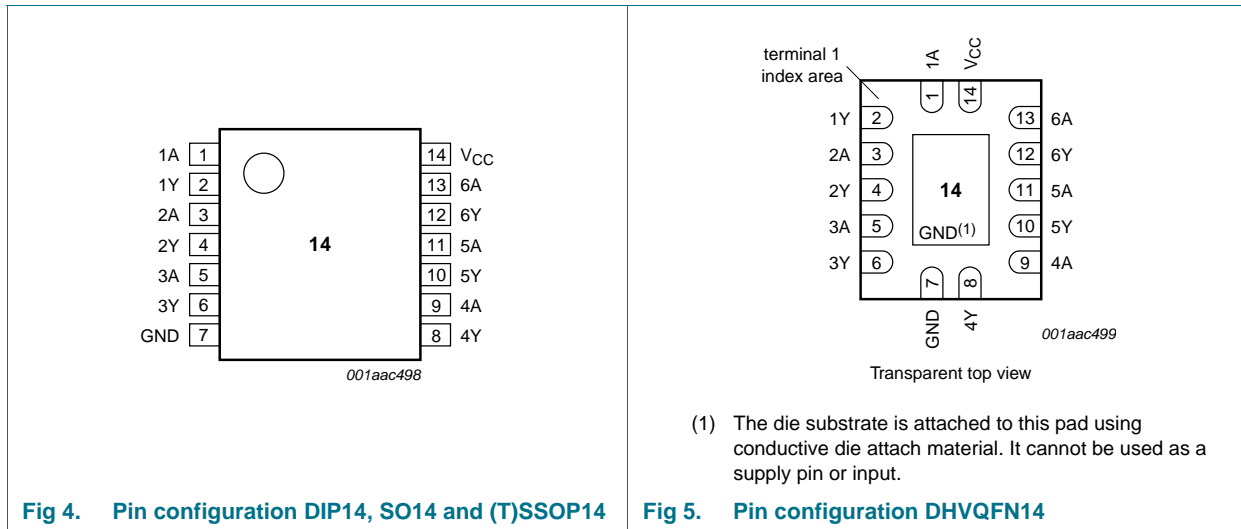 1A 1
1Y 2
2A 3
2Y 4
3A 5
3Y 6
GND 7
14
14 VCC
13 6A
12 6Y
11 5A
10 5Y
9 4A
8 4Y
001aac498
Fig 4. Pin configuration DIP14, SO14 and (T)SSOP14
terminal 1
index area
1A
VCC
1
14
1Y 2
2A 3
2Y 4
3A 5
3Y 6
14
GND(1)
13 6A
12 6Y
11 5A
10 5Y
9 4A
7
8
GND
4Y
001aac499
Transparent top view
(1) The die substrate is attached to this pad using
conductive die attach material. It cannot be used as a
supply pin or input.
Fig 5. Pin configuration DHVQFN14